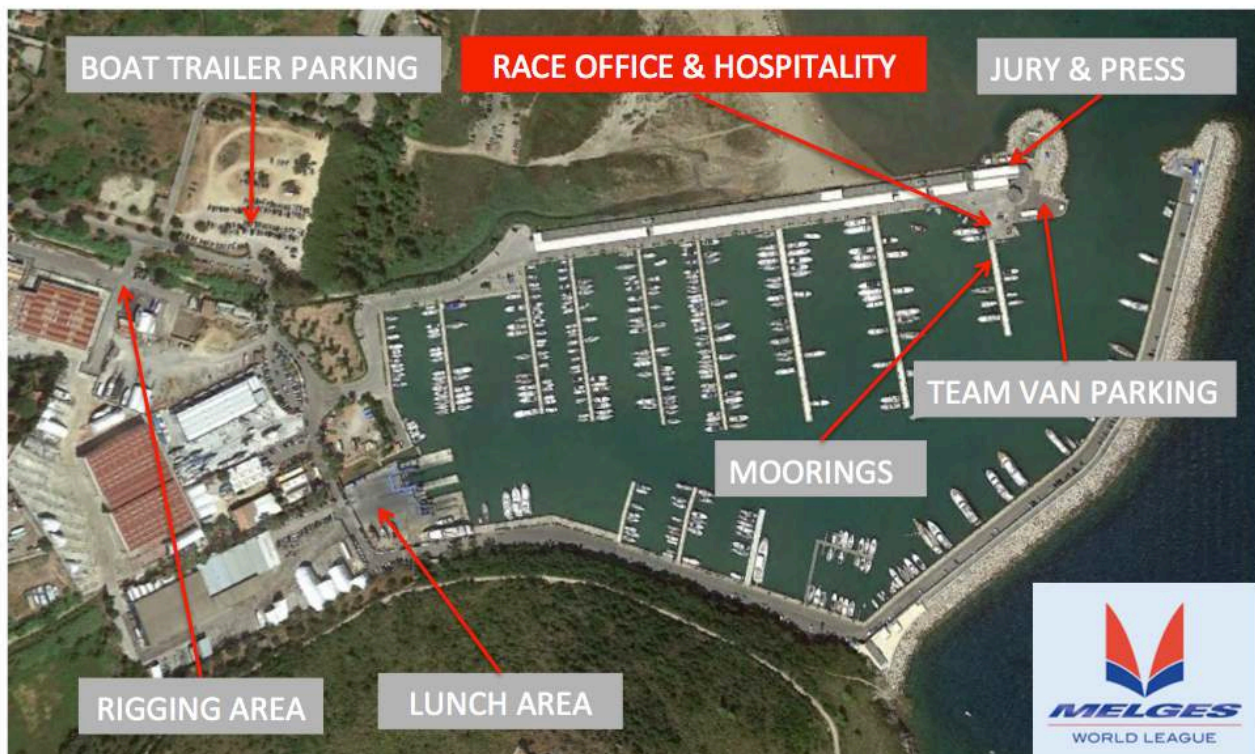 BOAT TRAILER PARKING
RACE OFFICE & HOSPITALITY
JURY & PRESS
TEAM VAN PARKING
MOORINGS
RIGGING AREA
LUNCH AREA
MELGES
WORLD LEAGUE